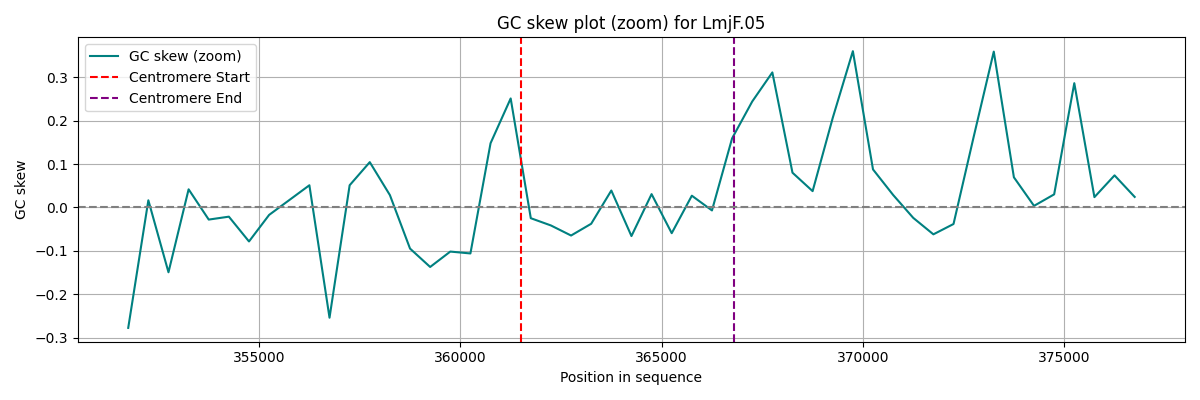 GC skew plot (zoom) for LmjF.05
GC skew (zoom)
Centromere Start
Centromere End
GC skew
0.3
0.2
0.1
0.0
−0.1
−0.2
−0.3
355000
360000
365000
370000
375000
Position in sequence